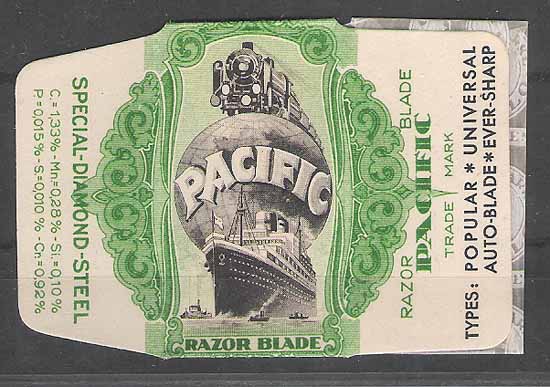 PACIFIC
RAZOR BLADE
SPECIAL-DIAMOND-STEEL
C.=1,33% - Mn.=0,28% - Si.=0,10%
P=0,015% - S=0,010% - Cr.=0,92%
RAZOR BLADE
PACIFIC
TRADE MARK
TYPES: POPULAR * UNIVERSAL
AUTO-BLADE * EVER-SHARP